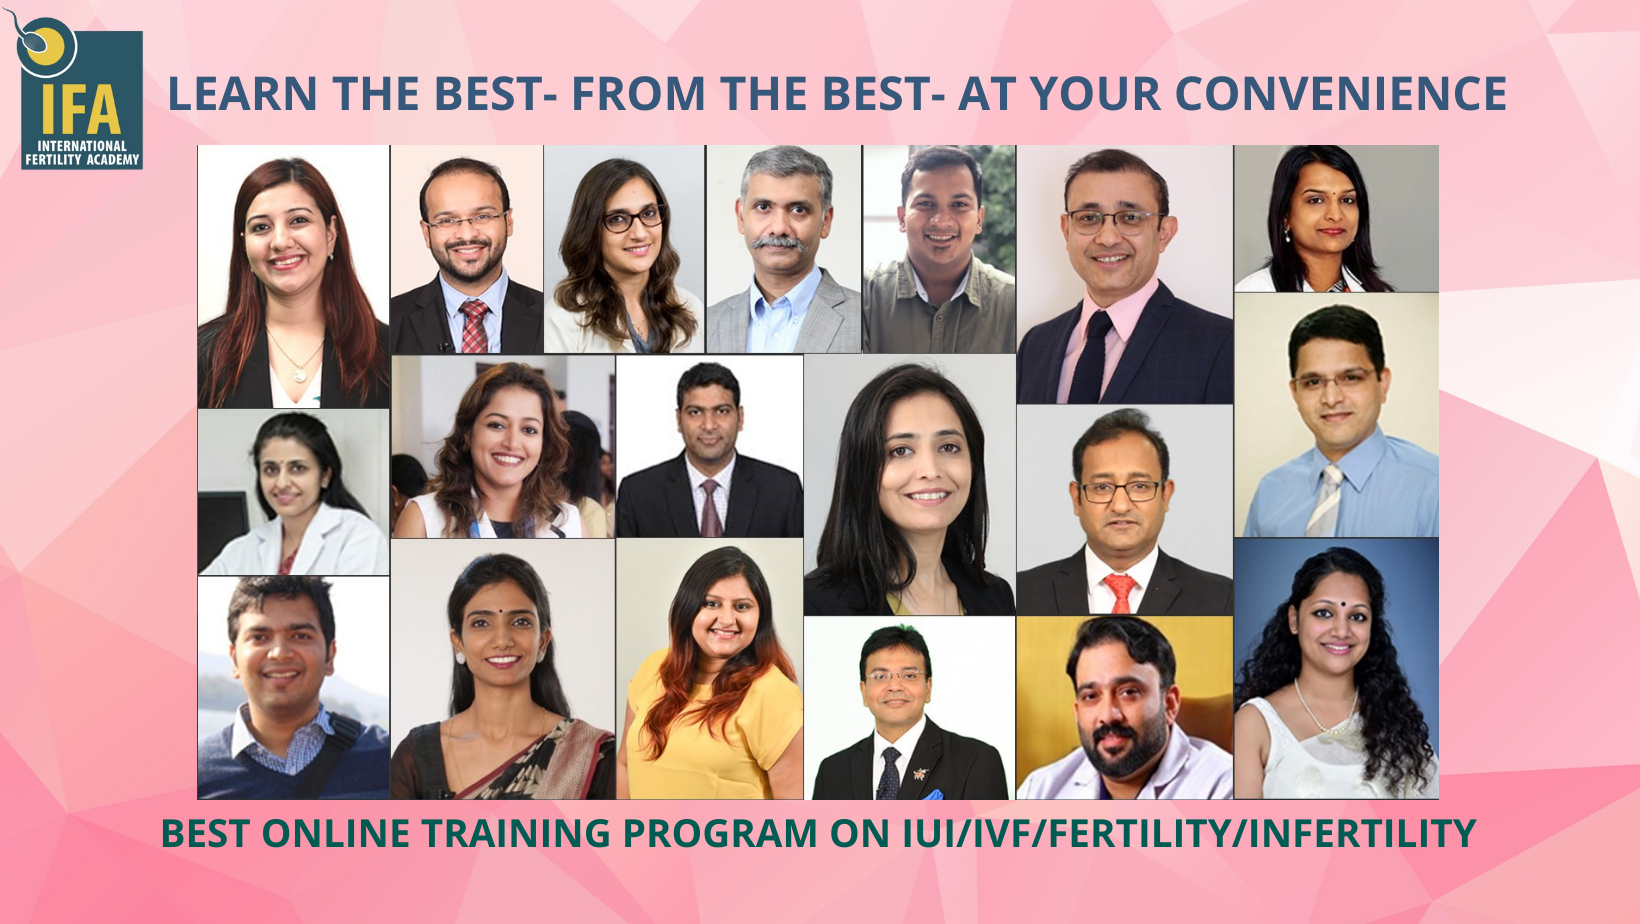 IFA
INTERNATIONAL
FERTILITY ACADEMY
LEARN THE BEST- FROM THE BEST- AT YOUR CONVENIENCE
BEST ONLINE TRAINING PROGRAM ON IUI/IVF/FERTILITY/INFERTILITY